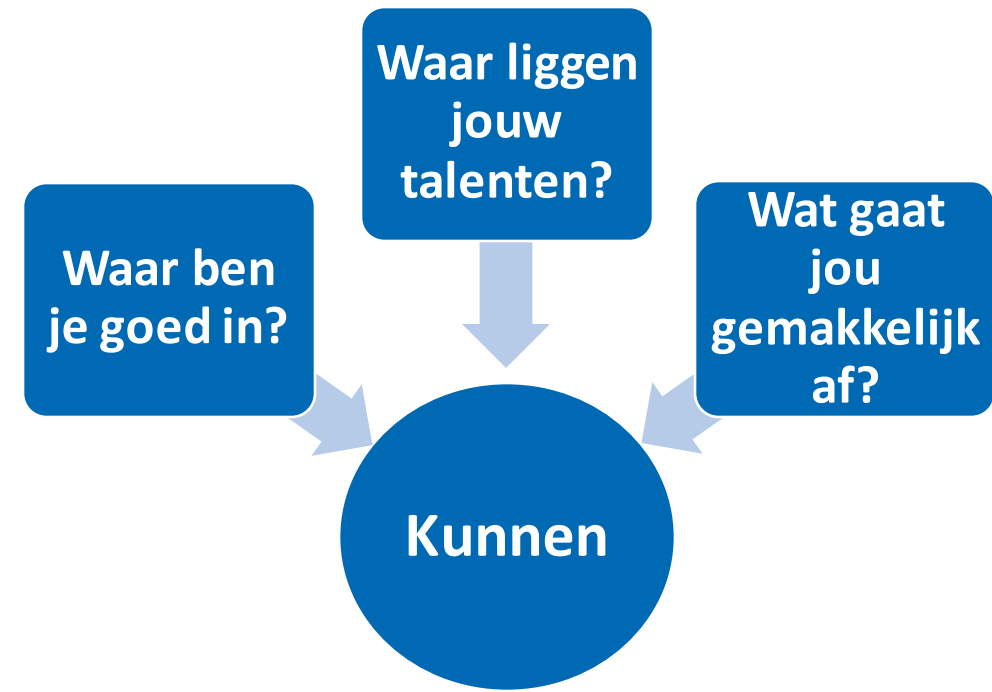 Waar liggen
jouw
talenten?
Waar ben
je goed in?
Wat gaat
jou
gemakkelijk
af?
Kunnen